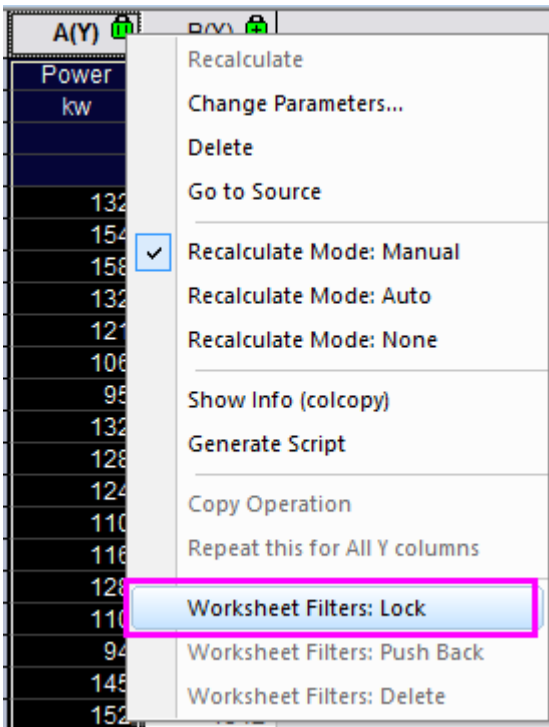 A(Y) B(Y)
Power
kw
132
154
158
132
121
106
95
132
128
124
110
116
128
110
94
145
152
Recalculate
Change Parameters...
Delete
Go to Source
Recalculate Mode: Manual
Recalculate Mode: Auto
Recalculate Mode: None
Show Info (colcopy)
Generate Script
Copy Operation
Repeat this for All Y columns
Worksheet Filters: Lock
Worksheet Filters: Push Back
Worksheet Filters: Delete